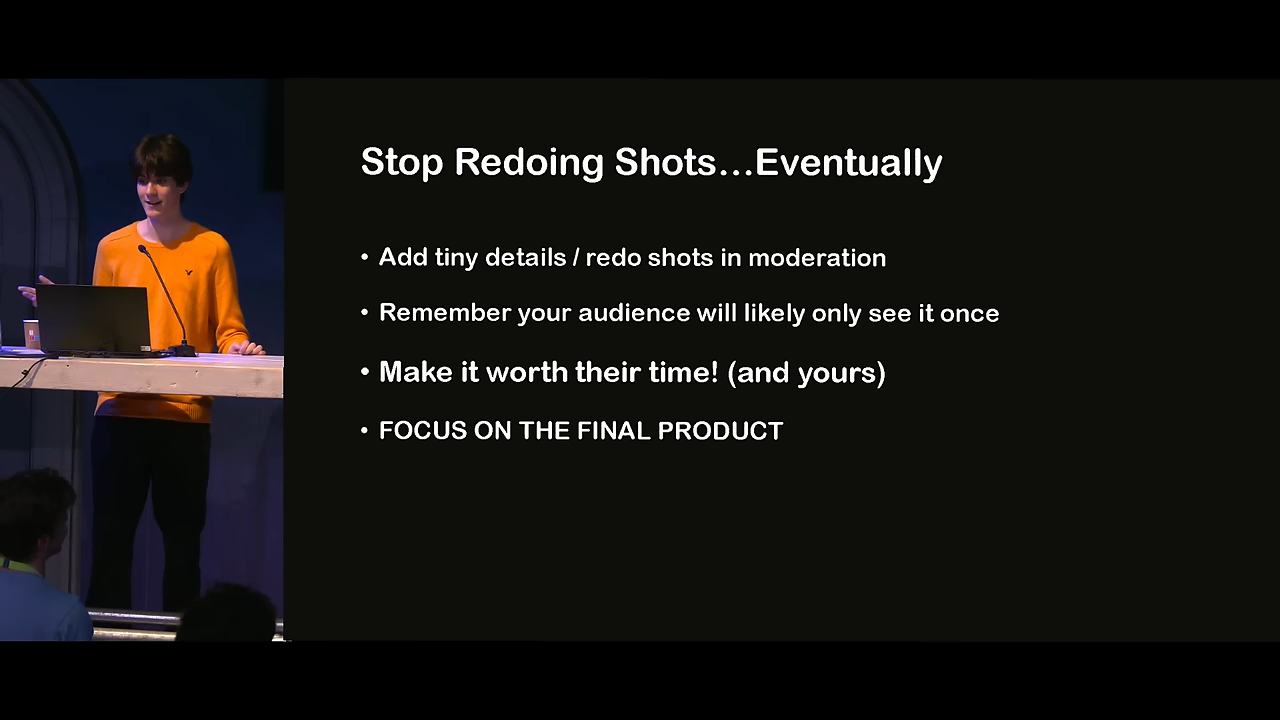 Stop Redoing Shots...Eventually
• Add tiny details / redo shots in moderation
• Remember your audience will likely only see it once
• Make it worth their time! (and yours)
• FOCUS ON THE FINAL PRODUCT